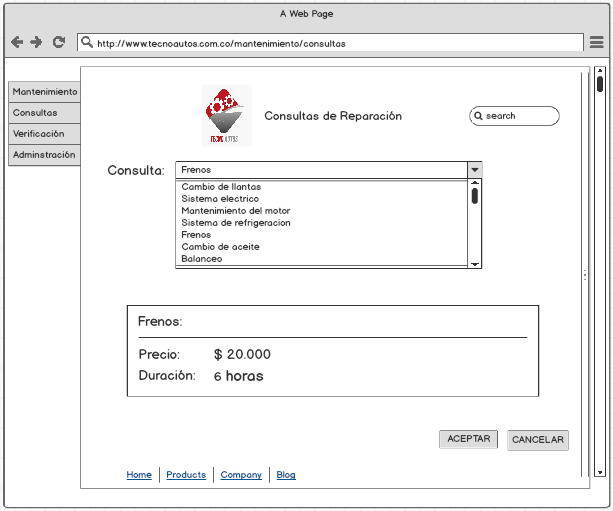 A Web Page
http://www.tecnoautos.com.co/mantenimiento/consultas
Mantenimiento
Consultas
Verificación
Adminstración
TECNO AUTOS
Consultas de Reparación
search
Consulta:
Frenos
Cambio de llantas
Sistema electrico
Mantenimiento del motor
Sistema de refrigeracion
Frenos
Cambio de aceite
Balanceo
Frenos:
Precio: $ 20.000
Duración: 6 horas
ACEPTAR CANCELAR
Home Products Company Blog